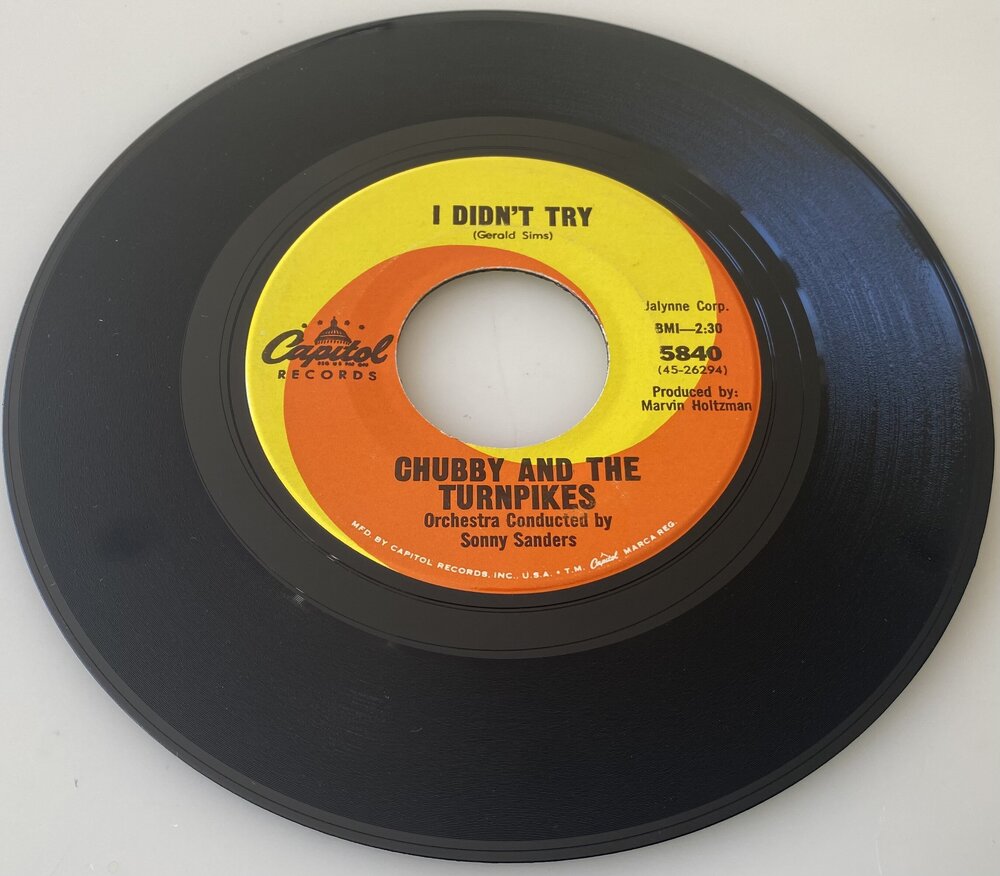 I DIDN'T TRY
(Gerald Sims)
Capitol
RECORDS
Jalynne Corp.
BMI—2:30
5840
(45-26294)
Produced by:
Marvin Holtzman
CHUBBY AND THE
TURNPIKES
Orchestra Conducted by
Sonny Sanders
MFD. BY CAPITOL RECORDS, INC., U.S.A. • T.M. Capitol MARCA REG.